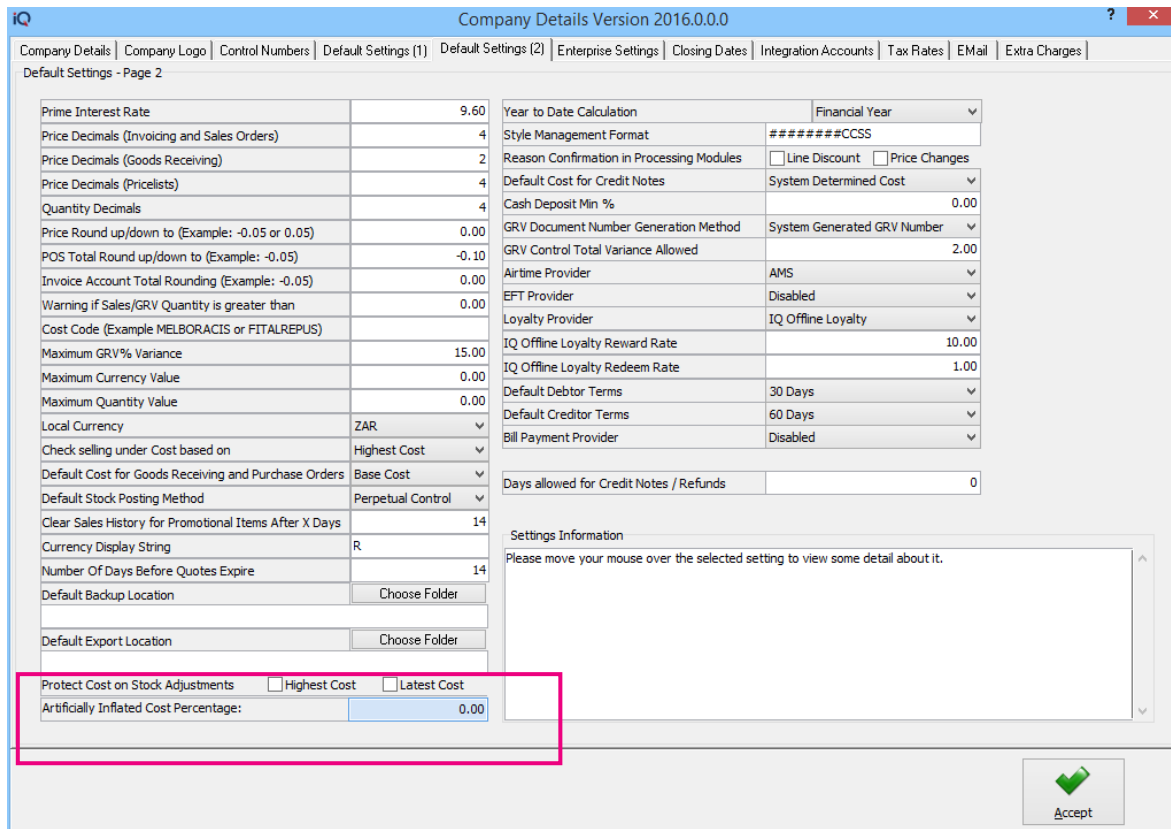 iQ
Company Details Version 2016.0.0.0
?
Company Details
Company Logo
Control Numbers
Default Settings (1)
Default Settings (2)
Enterprise Settings
Closing Dates
Integration Accounts
Tax Rates
EMail
Extra Charges
Default Settings - Page 2
Prime Interest Rate 9.60
Price Decimals (Invoicing and Sales Orders) 4
Price Decimals (Goods Receiving) 2
Price Decimals (Pricelists) 4
Quantity Decimals 4
Price Round up/down to (Example: -0.05 or 0.05) 0.00
POS Total Round up/down to (Example: -0.05) -0.10
Invoice Account Total Rounding (Example: -0.05) 0.00
Warning if Sales/GRV Quantity is greater than 0.00
Cost Code (Example MELBORACIS or FITALREPUS)
Maximum GRV% Variance 15.00
Maximum Currency Value 0.00
Maximum Quantity Value 0.00
Local Currency ZAR
Check selling under Cost based on Highest Cost
Default Cost for Goods Receiving and Purchase Orders Base Cost
Default Stock Posting Method Perpetual Control
Clear Sales History for Promotional Items After X Days 14
Currency Display String R
Number Of Days Before Quotes Expire 14
Default Backup Location Choose Folder
Default Export Location Choose Folder
Protect Cost on Stock Adjustments Highest Cost Latest Cost
Artificially Inflated Cost Percentage: 0.00
Year to Date Calculation Financial Year
Style Management Format ########CCSS
Reason Confirmation in Processing Modules Line Discount Price Changes
Default Cost for Credit Notes System Determined Cost
Cash Deposit Min % 0.00
GRV Document Number Generation Method System Generated GRV Number
GRV Control Total Variance Allowed 2.00
Airtime Provider AMS
EFT Provider Disabled
Loyalty Provider IQ Offline Loyalty
IQ Offline Loyalty Reward Rate 10.00
IQ Offline Loyalty Redeem Rate 1.00
Default Debtor Terms 30 Days
Default Creditor Terms 60 Days
Bill Payment Provider Disabled
Days allowed for Credit Notes / Refunds 0
Settings Information
Please move your mouse over the selected setting to view some detail about it.
Accept